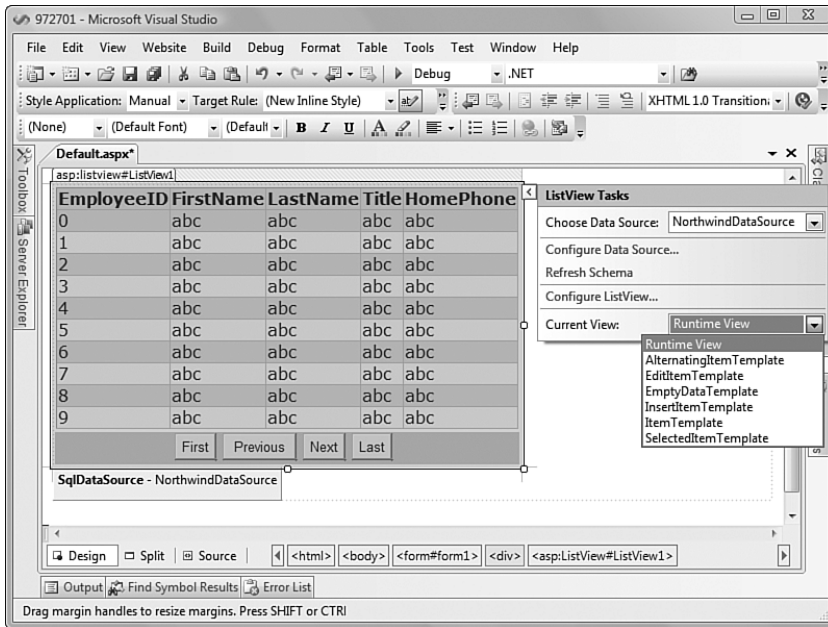 972701 - Microsoft Visual Studio
File Edit View Website Build Debug Format Table Tools Test Window Help
Debug .NET
Style Application: Manual Target Rule: (New Inline Style) XHTML 1.0 Transition:
(None) (Default Font) (Default B I U A
Toolbox
Server Explorer
Default.aspx*
asp:listview#ListView1
EmployeeID FirstName LastName Title HomePhone
0 abc abc abc abc
1 abc abc abc abc
2 abc abc abc abc
3 abc abc abc abc
4 abc abc abc abc
5 abc abc abc abc
6 abc abc abc abc
7 abc abc abc abc
8 abc abc abc abc
9 abc abc abc abc
First Previous Next Last
SqlDataSource - NorthwindDataSource
ListView Tasks
Choose Data Source: NorthwindDataSource
Configure Data Source...
Refresh Schema
Configure ListView...
Current View: Runtime View
Runtime View
AlternatingItemTemplate
EditItemTemplate
EmptyDataTemplate
InsertItemTemplate
ItemTemplate
SelectedItemTemplate
Design Split Source <html> <body> <form#form1> <div> <asp:ListView#ListView1>
Output Find Symbol Results Error List
Drag margin handles to resize margins. Press SHIFT or CTRl